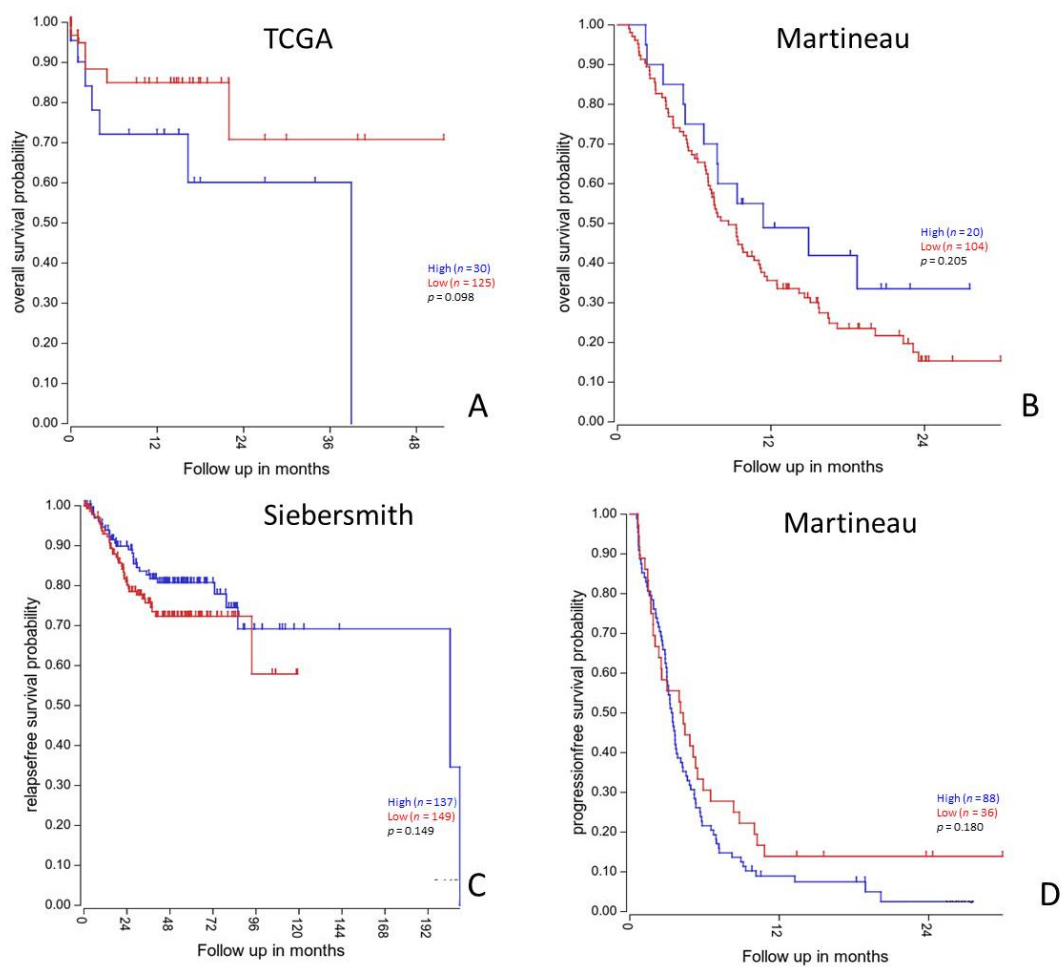 TCGA
overall survival probability
1.00
0.90
0.80
0.70
0.60
0.50
0.40
0.30
0.20
0.10
0.00
High (n = 30)
Low (n = 125)
p = 0.098
A
0
12
24
36
48
Follow up in months
Martineau
overall survival probability
1.00
0.90
0.80
0.70
0.60
0.50
0.40
0.30
0.20
0.10
0.00
High (n = 20)
Low (n = 104)
p = 0.205
B
0
12
24
Follow up in months
Siebersmith
relapsefree survival probability
1.00
0.90
0.80
0.70
0.60
0.50
0.40
0.30
0.20
0.10
0.00
High (n = 137)
Low (n = 149)
p = 0.149
C
0
24
48
72
96
120
144
168
192
Follow up in months
Martineau
progressionfree survival probability
1.00
0.90
0.80
0.70
0.60
0.50
0.40
0.30
0.20
0.10
0.00
High (n = 88)
Low (n = 36)
p = 0.180
D
0
12
24
Follow up in months